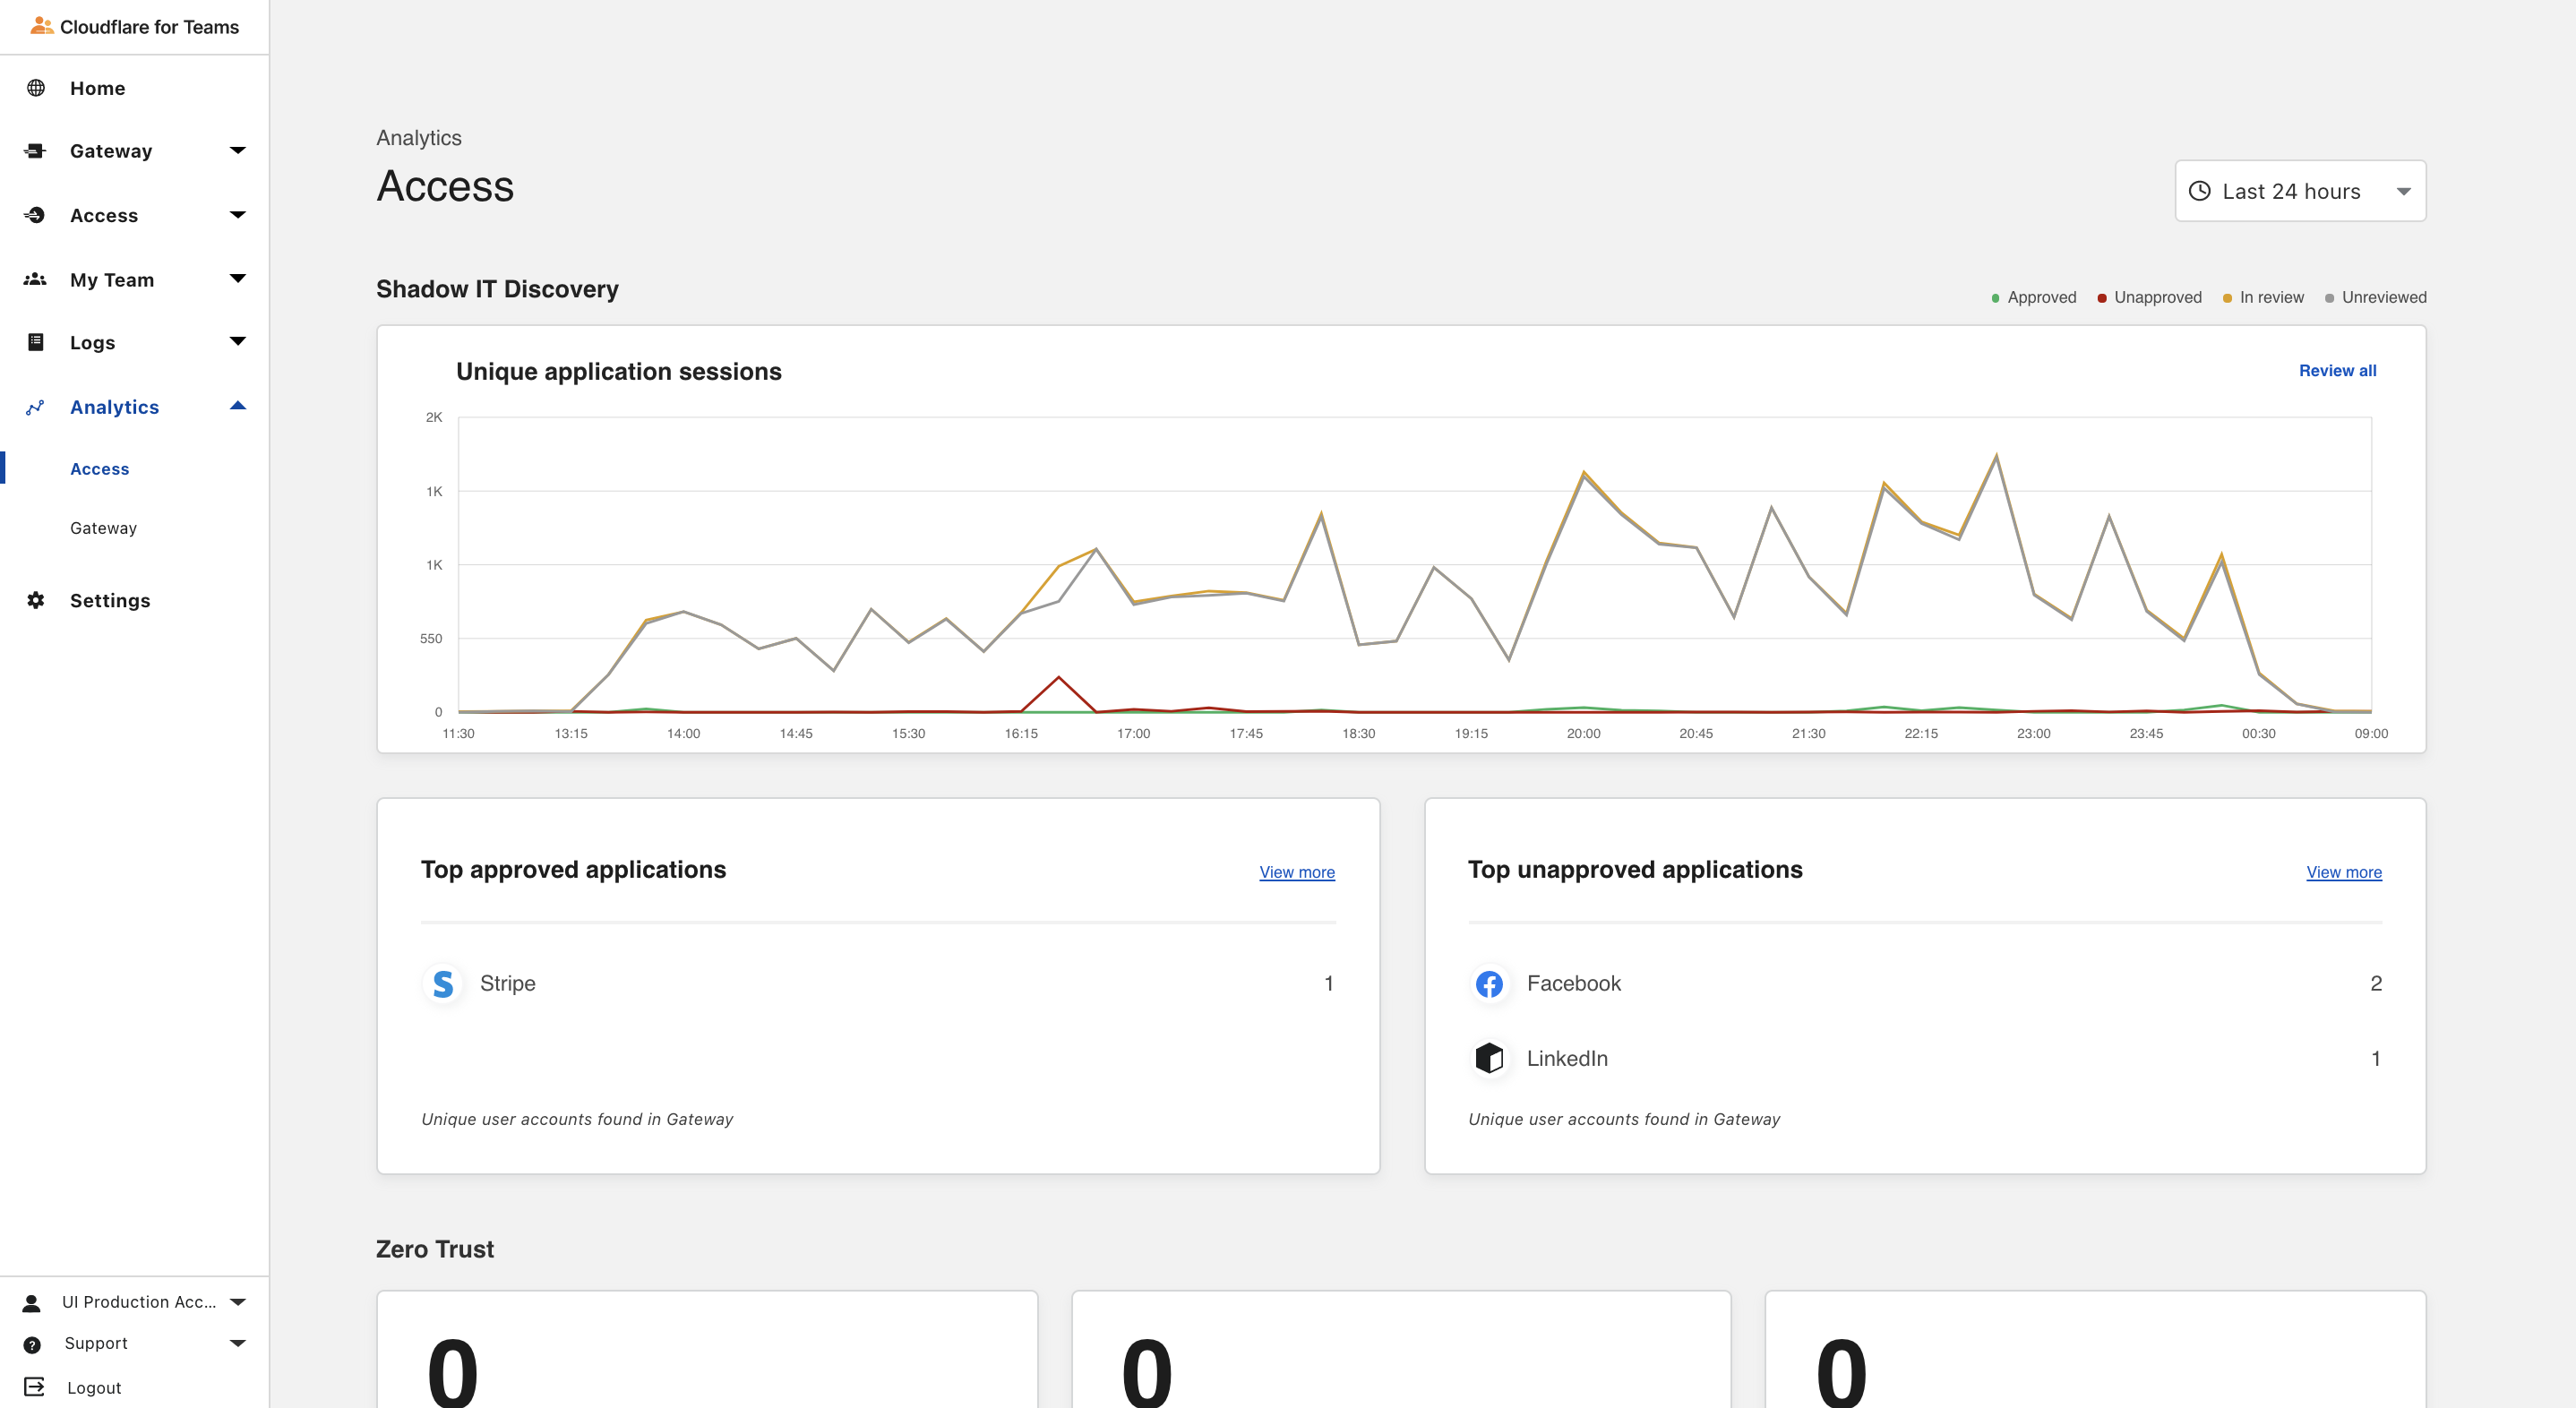 Cloudflare for Teams
Home
Gateway
Access
My Team
Logs
Analytics
Access
Gateway
Settings
UI Production Acc...
Support
Logout
Analytics
Access
Last 24 hours
Shadow IT Discovery
Approved Unapproved In review Unreviewed
Unique application sessions
Review all
2K
1K
1K
550
0
11:30 13:15 14:00 14:45 15:30 16:15 17:00 17:45 18:30 19:15 20:00 20:45 21:30 22:15 23:00 23:45 00:30 09:00
Top approved applications
View more
Stripe 1
Unique user accounts found in Gateway
Top unapproved applications
View more
Facebook 2
LinkedIn 1
Unique user accounts found in Gateway
Zero Trust
0
0
0